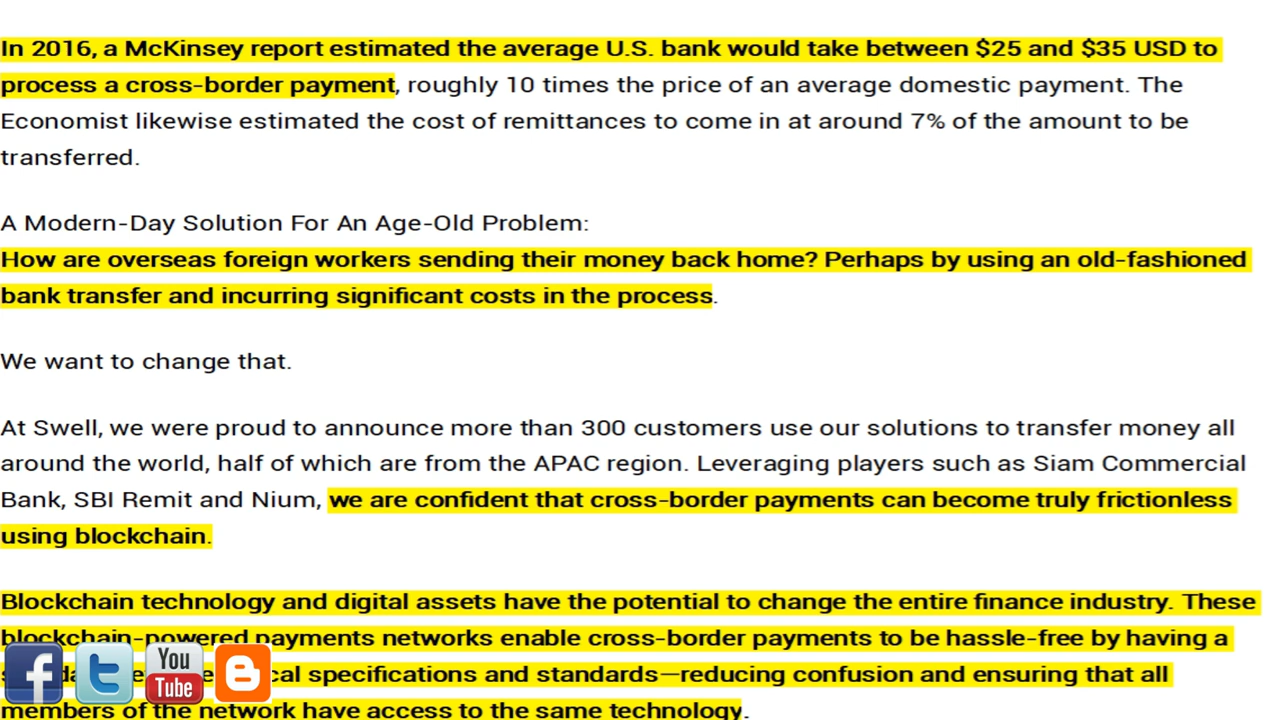 In 2016, a McKinsey report estimated the average U.S. bank would take between $25 and $35 USD to
process a cross-border payment, roughly 10 times the price of an average domestic payment. The
Economist likewise estimated the cost of remittances to come in at around 7% of the amount to be
transferred.
A Modern-Day Solution For An Age-Old Problem:
How are overseas foreign workers sending their money back home? Perhaps by using an old-fashioned
bank transfer and incurring significant costs in the process.
We want to change that.
At Swell, we were proud to announce more than 300 customers use our solutions to transfer money all
around the world, half of which are from the APAC region. Leveraging players such as Siam Commercial
Bank, SBI Remit and Nium, we are confident that cross-border payments can become truly frictionless
using blockchain.
Blockchain technology and digital assets have the potential to change the entire finance industry. These
blockchain-powered payments networks enable cross-border payments to be hassle-free by having a
specifications and standards—reducing confusion and ensuring that all
members of the network have access to the same technology.
You
Tube